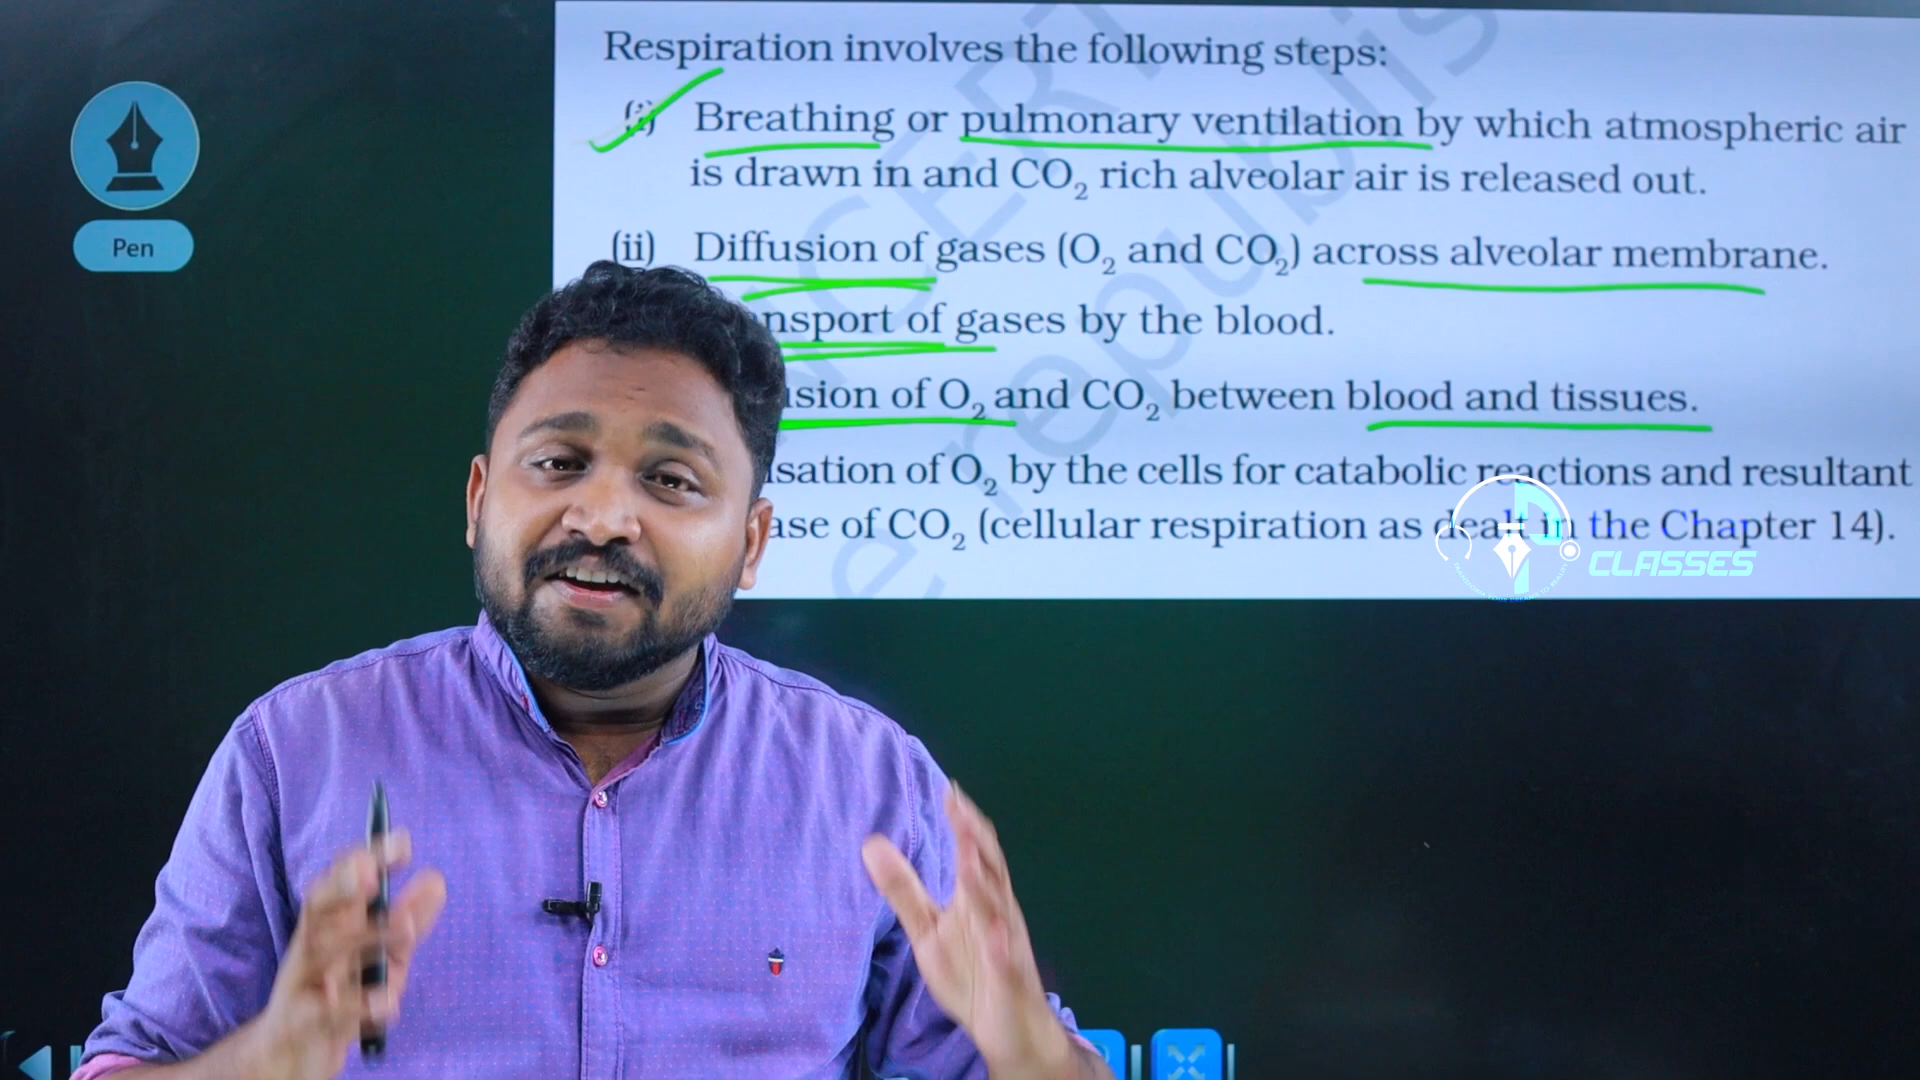 Respiration involves the following steps:
(i) Breathing or pulmonary ventilation by which atmospheric air
is drawn in and CO₂ rich alveolar air is released out.
(ii) Diffusion of gases (O₂ and CO₂) across alveolar membrane.
nsport of gases by the blood.
usion of O₂ and CO₂ between blood and tissues.
isation of O₂ by the cells for catabolic reactions and resultant
ase of CO₂ (cellular respiration as dealt in the Chapter 14).
Pen
CLASSES